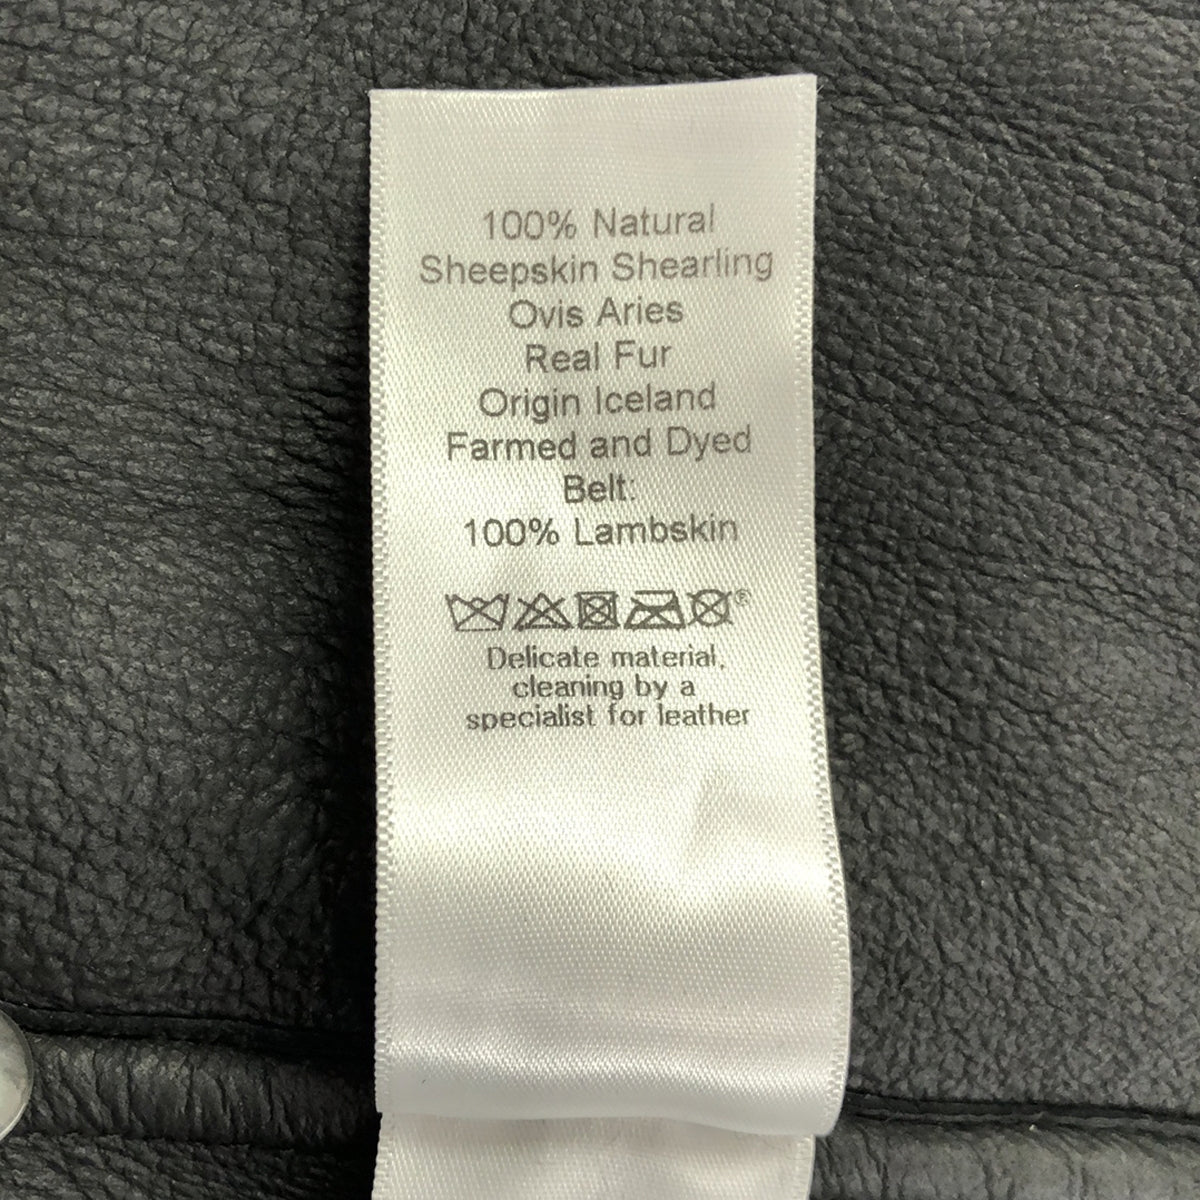 100% Natural
Sheepskin Shearling
Ovis Aries
Real Fur
Origin Iceland
Farmed and Dyed
Belt:
100% Lambskin
®
Delicate material,
cleaning by a
specialist for leather